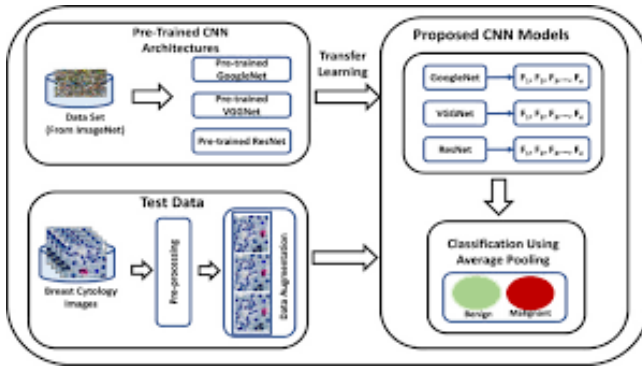 Pre-Trained CNN
Architectures
Data Set
(From ImageNet)
Pre-trained
GoogleNet
Pre-trained
VGGNet
Pre-trained ResNet
Transfer
Learning
Proposed CNN Models
GoogleNet
VGGNet
ResNet
Classification Using
Average Pooling
Benign
Malignant
Test Data
Breast Cytology
Images
Pre-processing
Data Augmentation